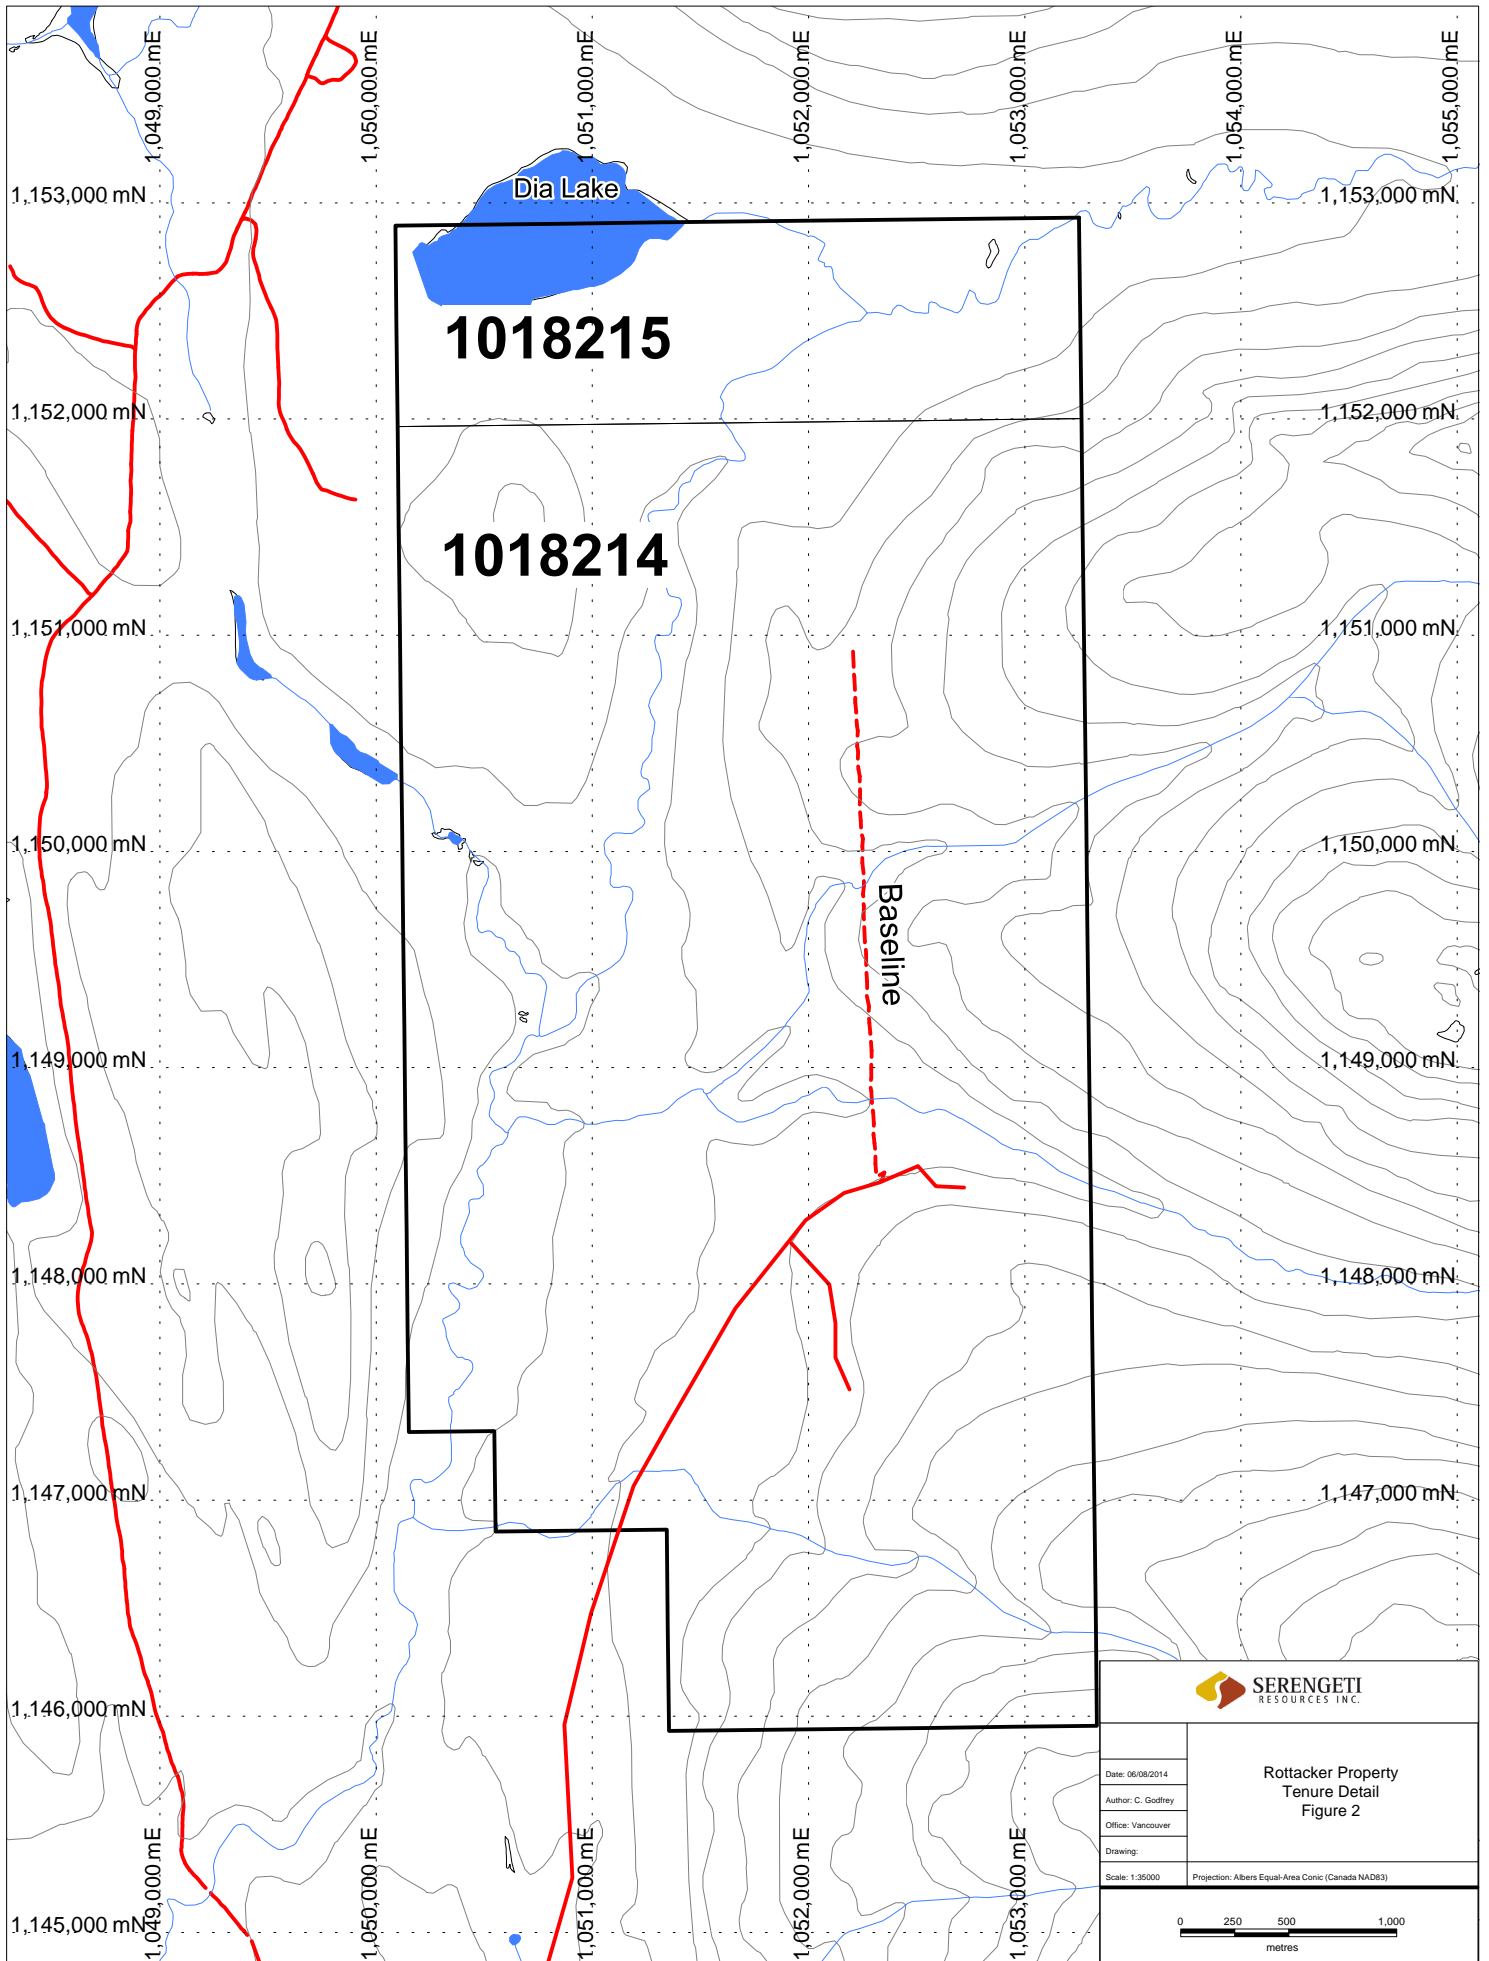 1,049,000 mE
1,050,000 mE
1,051,000 mE
1,052,000 mE
1,053,000 mE
1,054,000 mE
1,055,000 mE
1,153,000 mN
Dia Lake
1,153,000 mN
1018215
1,152,000 mN
1,152,000 mN
1018214
1,151,000 mN
1,151,000 mN
1,150,000 mN
1,150,000 mN
Baseline
1,149,000 mN
1,149,000 mN
1,148,000 mN
1,148,000 mN
1,147,000 mN
1,147,000 mN
1,146,000 mN
1,145,000 mN
1,049,000 mE
1,050,000 mE
1,051,000 mE
1,052,000 mE
1,053,000 mE
SERENGETI
RESOURCES INC.
Date: 06/08/2014
Author: C. Godfrey
Office: Vancouver
Drawing:
Scale: 1:35000
Rottacker Property
Tenure Detail
Figure 2
Projection: Albers Equal-Area Conic (Canada NAD83)
0 250 500 1,000
metres